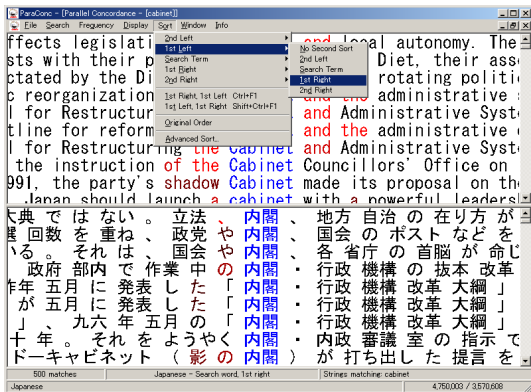 ParaConc - [Parallel Concordance - [cabinet]]
File Search Frequency Display Sort Window Info
2nd Left
1st Left
Search Term
1st Right
2nd Right
1st Right, 1st Left Ctrl+F1
1st Left, 1st Right Shift+Ctrl+F1
Original Order
Advanced Sort...
No Second Sort
2nd Left
Search Term
1st Right
2nd Right
ffects legislati and local autonomy. The
sts with their p Diet, their asse
ctated by the Di rotating politi
c reorganization and the administrative
l for Restructu and Administrative Syste
tline for reform and the administrative
l for Restructuring the Cabinet and Administrative Syste
the instruction of the Cabinet Councillors' Office on
991, the party's shadow Cabinet made its proposal on th
Japan should launch a cabinet with a powerful leaders
大典 で は ない 。 立法 、 内閣 、 地方 自治 の 在り方 が
選 回数 を 重ね 、 政党 や 内閣 、 国会 の ポスト など を
いる 。 それ は 、 国会 や 内閣 、 各 省庁 の 首脳 が 命じ
政府 部内 で 作業 中 の 内閣 ・ 行政 機構 の 抜本 改革
昨年 五月 に 発表 し た 「 内閣 ・ 行政 機構 改革 大綱 」
が 五月 に 発表 し た 「 内閣 ・ 行政 機構 改革 大綱 」
」 、 九六 年 五月 の 「 内閣 ・ 行政 機構 改革 大綱 」
十 年 。 それ を ようやく 内閣 ・ 内政 審議 室 の 指示 で
ドーキャビネット （ 影 の 内閣 ） が 打ち出し た 提言 を
500 matches Japanese - Search word, 1st right Strings matching: cabinet
Japanese 4,750,003 / 3,570,608